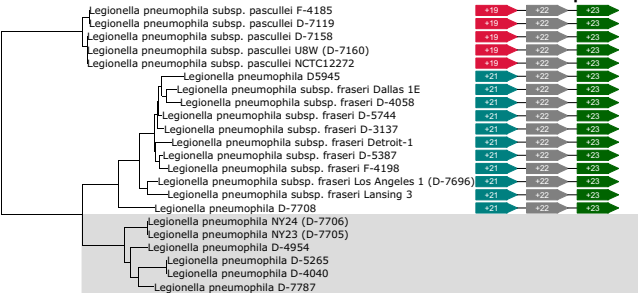 Legionella pneumophila subsp. pascullei F-4185 +19 +22 +23
Legionella pneumophila subsp. pascullei D-7119 +19 +22 +23
Legionella pneumophila subsp. pascullei D-7158 +19 +22 +23
Legionella pneumophila subsp. pascullei U8W (D-7160) +19 +22 +23
Legionella pneumophila subsp. pascullei NCTC12272 +19 +22 +23
Legionella pneumophila D5945 +21 +22 +23
Legionella pneumophila subsp. fraseri Dallas 1E +21 +22 +23
Legionella pneumophila subsp. fraseri D-4058 +21 +22 +23
Legionella pneumophila subsp. fraseri D-5744 +21 +22 +23
Legionella pneumophila subsp. fraseri D-3137 +21 +22 +23
Legionella pneumophila subsp. fraseri Detroit-1 +21 +22 +23
Legionella pneumophila subsp. fraseri D-5387 +21 +22 +23
Legionella pneumophila subsp. fraseri F-4198 +21 +22 +23
Legionella pneumophila subsp. fraseri Los Angeles 1 (D-7696) +21 +22 +23
Legionella pneumophila subsp. fraseri Lansing 3 +21 +22 +23
Legionella pneumophila D-7708 +21 +22 +23
Legionella pneumophila NY24 (D-7706)
Legionella pneumophila NY23 (D-7705)
Legionella pneumophila D-4954
Legionella pneumophila D-5265
Legionella pneumophila D-4040
Legionella pneumophila D-7787